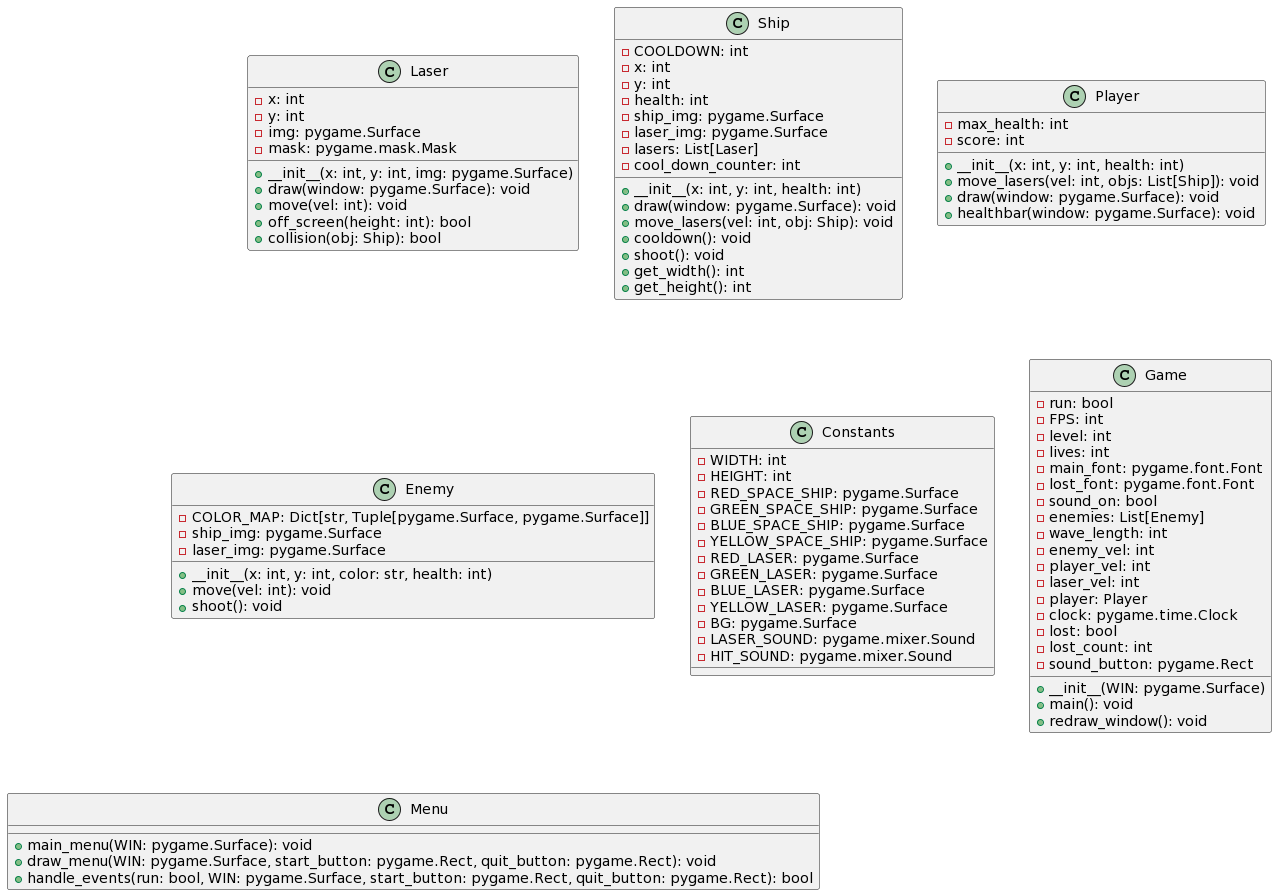 C Laser
x: int
y: int
img: pygame.Surface
mask: pygame.mask.Mask
__init__(x: int, y: int, img: pygame.Surface)
draw(window: pygame.Surface): void
move(vel: int): void
off_screen(height: int): bool
collision(obj: Ship): bool
C Ship
COOLDOWN: int
x: int
y: int
health: int
ship_img: pygame.Surface
laser_img: pygame.Surface
lasers: List[Laser]
cool_down_counter: int
__init__(x: int, y: int, health: int)
draw(window: pygame.Surface): void
move_lasers(vel: int, obj: Ship): void
cooldown(): void
shoot(): void
get_width(): int
get_height(): int
C Player
max_health: int
score: int
__init__(x: int, y: int, health: int)
move_lasers(vel: int, objs: List[Ship]): void
draw(window: pygame.Surface): void
healthbar(window: pygame.Surface): void
C Enemy
COLOR_MAP: Dict[str, Tuple[pygame.Surface, pygame.Surface]]
ship_img: pygame.Surface
laser_img: pygame.Surface
__init__(x: int, y: int, color: str, health: int)
move(vel: int): void
shoot(): void
C Constants
WIDTH: int
HEIGHT: int
RED_SPACE_SHIP: pygame.Surface
GREEN_SPACE_SHIP: pygame.Surface
BLUE_SPACE_SHIP: pygame.Surface
YELLOW_SPACE_SHIP: pygame.Surface
RED_LASER: pygame.Surface
GREEN_LASER: pygame.Surface
BLUE_LASER: pygame.Surface
YELLOW_LASER: pygame.Surface
BG: pygame.Surface
LASER_SOUND: pygame.mixer.Sound
HIT_SOUND: pygame.mixer.Sound
C Game
run: bool
FPS: int
level: int
lives: int
main_font: pygame.font.Font
lost_font: pygame.font.Font
sound_on: bool
enemies: List[Enemy]
wave_length: int
enemy_vel: int
player_vel: int
laser_vel: int
player: Player
clock: pygame.time.Clock
lost: bool
lost_count: int
sound_button: pygame.Rect
__init__(WIN: pygame.Surface)
main(): void
redraw_window(): void
C Menu
main_menu(WIN: pygame.Surface): void
draw_menu(WIN: pygame.Surface, start_button: pygame.Rect, quit_button: pygame.Rect): void
handle_events(run: bool, WIN: pygame.Surface, start_button: pygame.Rect, quit_button: pygame.Rect): bool